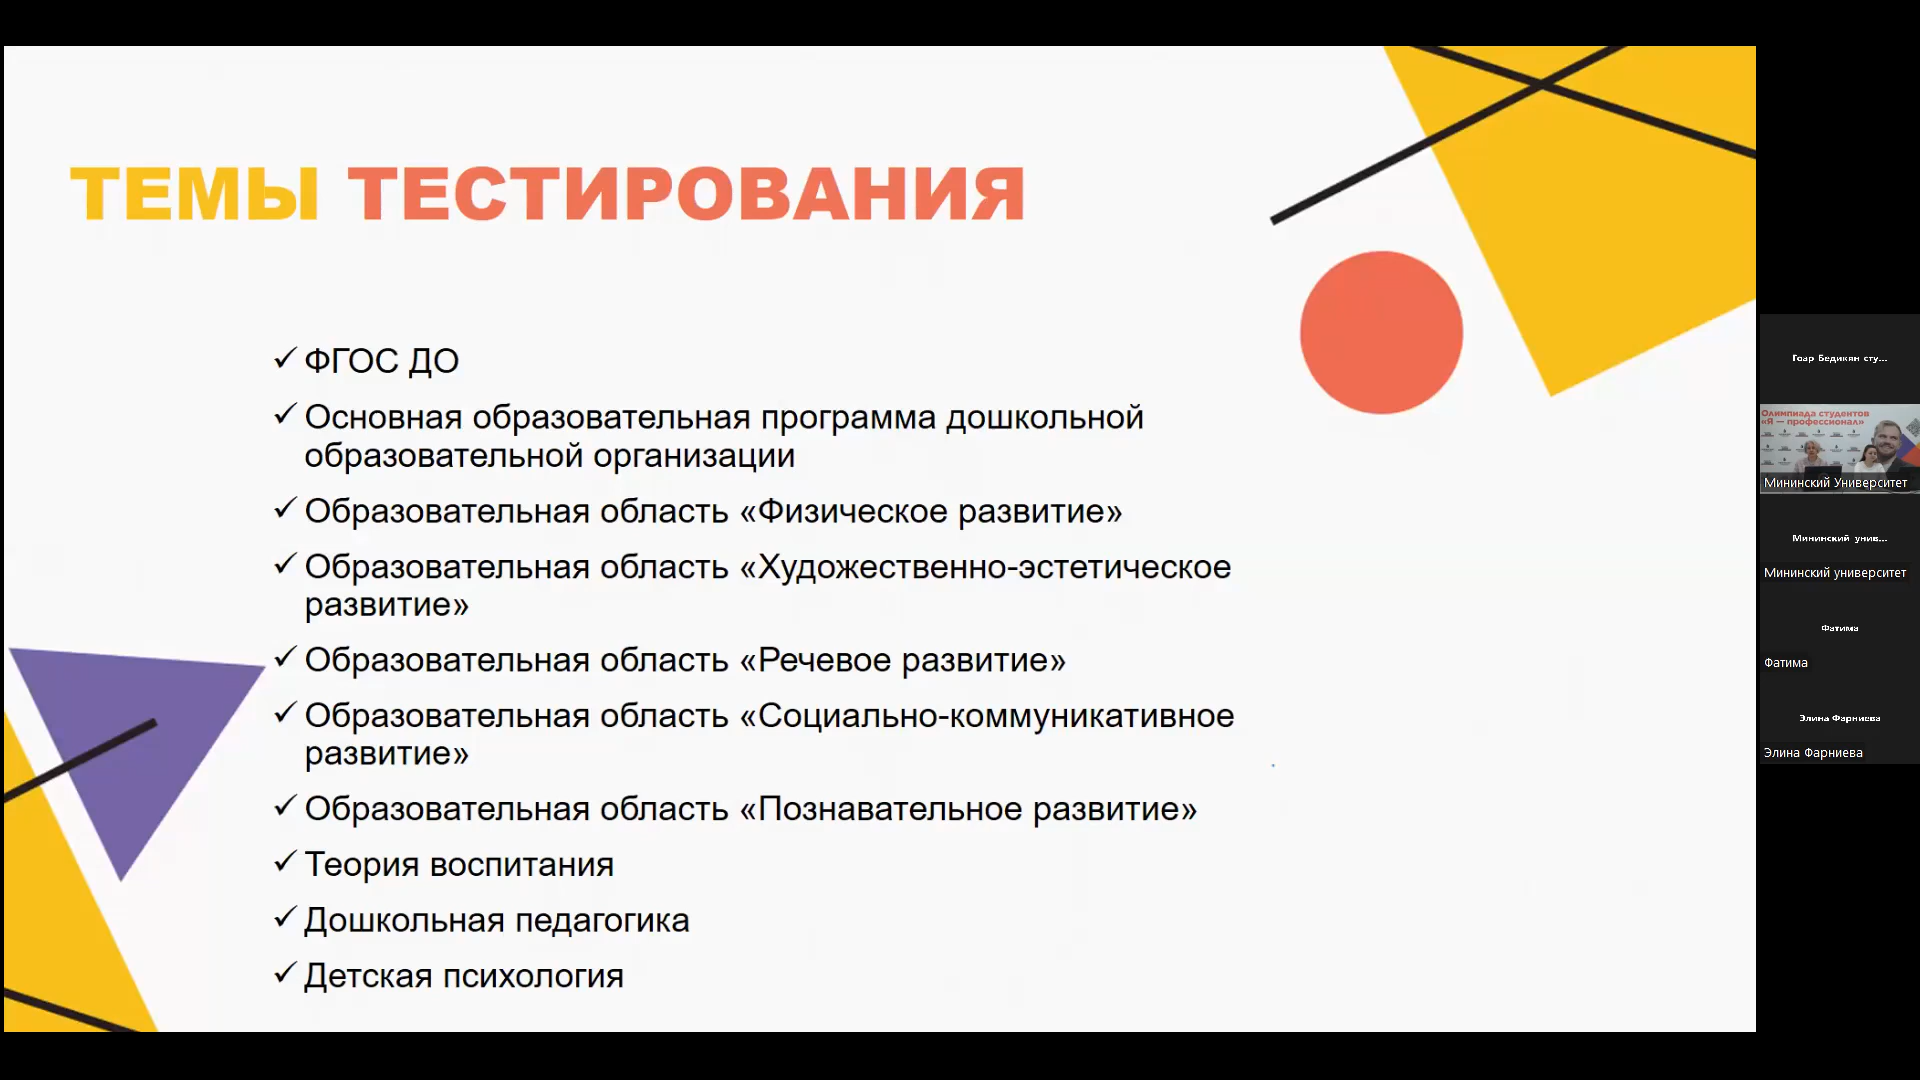 ТЕМЫ ТЕСТИРОВАНИЯ
ФГОС ДО
Основная образовательная программа дошкольной
образовательной организации
Образовательная область «Физическое развитие»
Образовательная область «Художественно-эстетическое
развитие»
Образовательная область «Речевое развитие»
Образовательная область «Социально-коммуникативное
развитие»
Образовательная область «Познавательное развитие»
Теория воспитания
Дошкольная педагогика
Детская психология
Гоар Бедикян сту...
Олимпиада студентов
«Я — профессионал»
Мининский Университет
Мининский унив...
Мининский университет
Фатима
Фатима
Элина Фарниева
Элина Фарниева